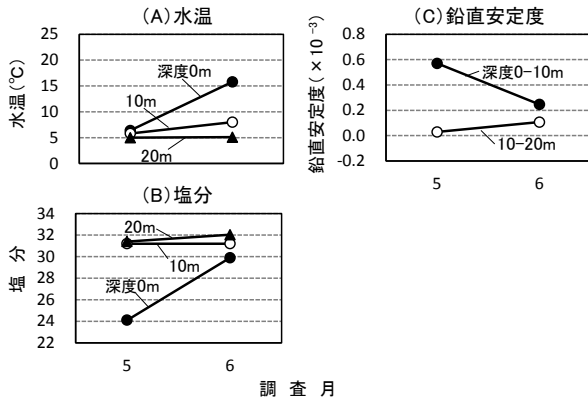 (A)水温
25
20
15
10
5
0
水温(℃)
深度0m
10m
20m
(C)鉛直安定度
0.8
0.6
0.4
0.2
0.0
-0.2
鉛直安定度(×10⁻³)
深度0-10m
10-20m
5 6
(B)塩分
34
32
30
28
26
24
22
塩 分
20m
10m
深度0m
5 6
調 査 月